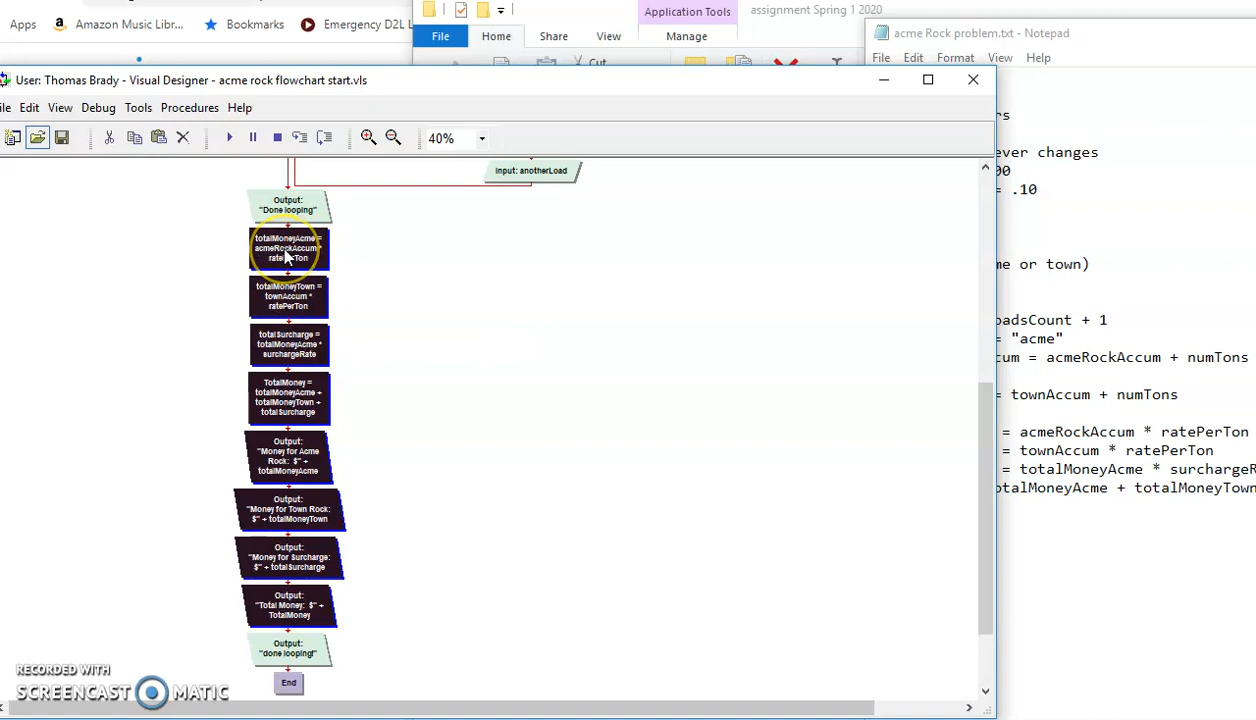 Apps
Amazon Music Libr...
Bookmarks
Emergency D2L
Application Tools
assignment Spring 1 2020
File
Home
Share
View
Manage
Cut
acme Rock problem.txt - Notepad
File
Edit
Format
View
Help
User: Thomas Brady - Visual Designer - acme rock flowchart start.vls
le
Edit
View
Debug
Tools
Procedures
Help
40%
Input: anotherLoad
Output:
"Done looping"
totalMoneyAcme =
acmeRockAccum *
Ton
totalMoneyTown =
townAccum *
ratePerTon
totalSurcharge =
totalMoneyAcme *
surchargeRate
TotalMoney =
totalMoneyAcme +
totalMoneyTown +
totalSurcharge
Output:
"Money for Acme
Rock: $" +
totalMoneyAcme
Output:
"Money for Town Rock:
$" + totalMoneyTown
Output:
"Money for Surcharge:
$" + totalSurcharge
Output:
"Total Money: $" +
TotalMoney
Output:
"done looping!"
End
rs
ever changes
00
= .10
me or town)
oadsCount + 1
= "acme"
cum = acmeRockAccum + numTons
= townAccum + numTons
= acmeRockAccum * ratePerTon
= townAccum * ratePerTon
= totalMoneyAcme * surchargeR
otalMoneyAcme + totalMoneyTown
RECORDED WITH
SCREENCAST MATIC